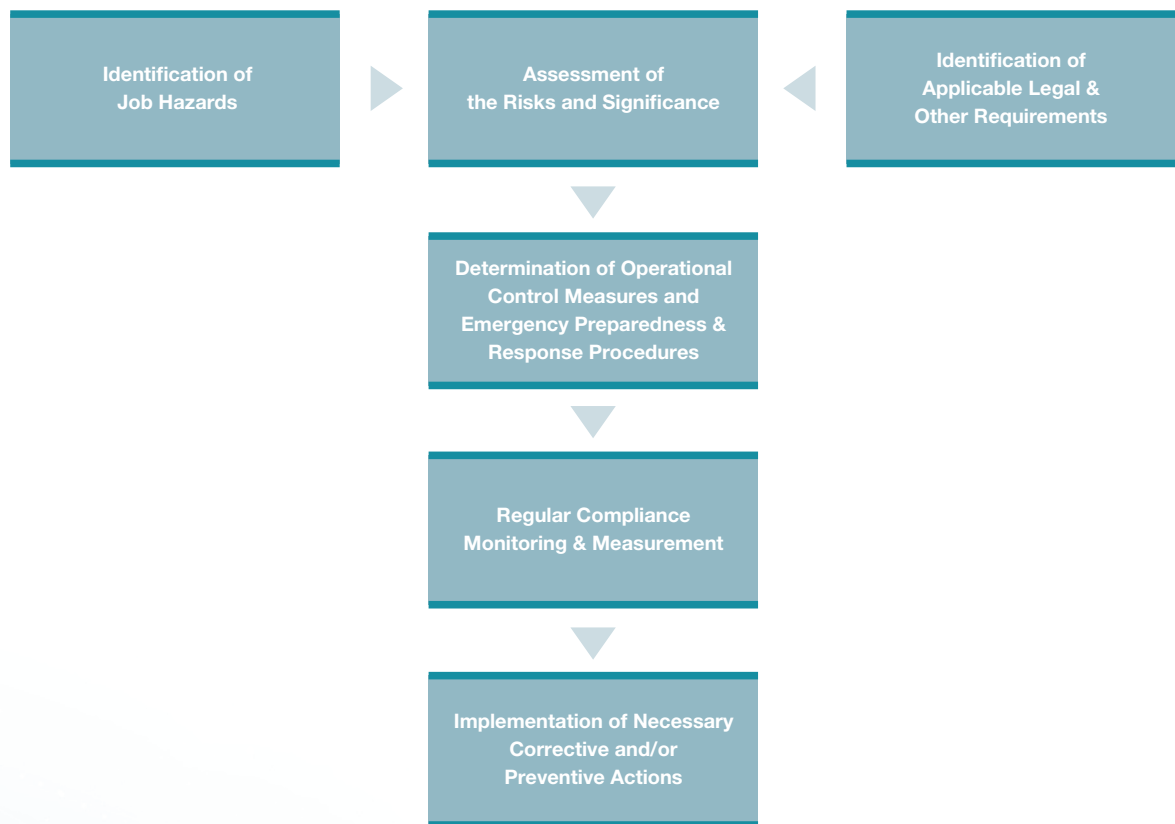 Identification of
Job Hazards
Assessment of
the Risks and Significance
Identification of
Applicable Legal &
Other Requirements
Determination of Operational
Control Measures and
Emergency Preparedness &
Response Procedures
Regular Compliance
Monitoring & Measurement
Implementation of Necessary
Corrective and/or
Preventive Actions